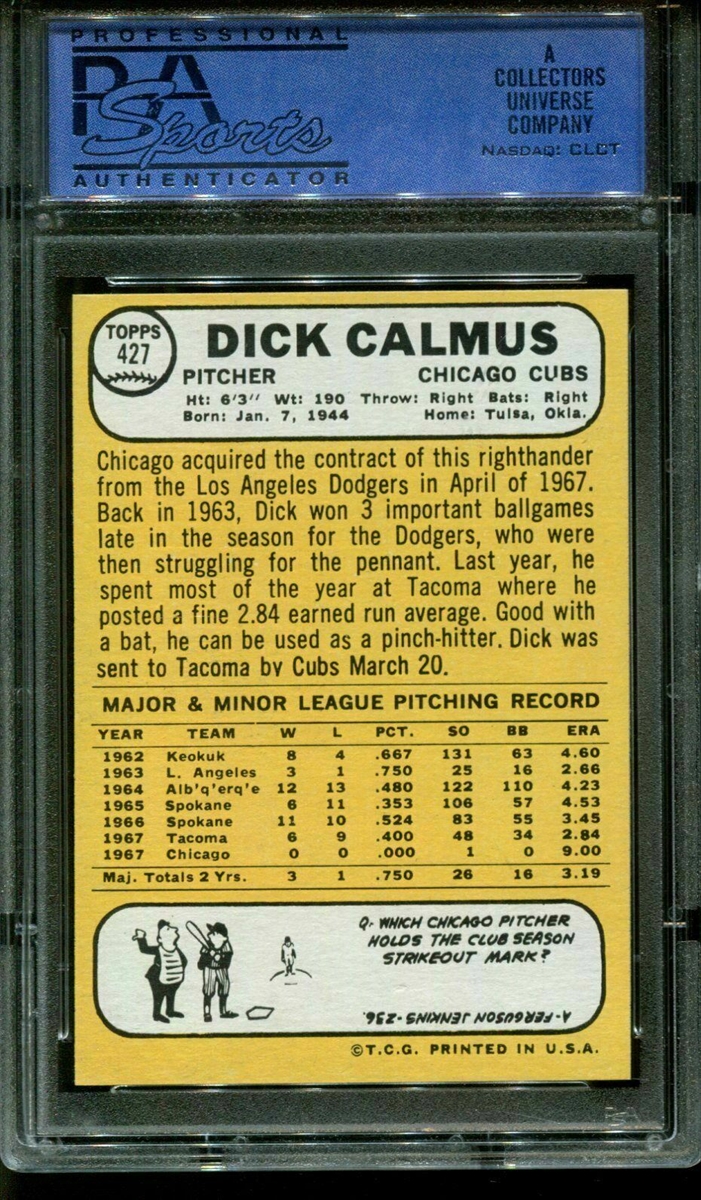 PROFESSIONAL
PSA
Sports
AUTHENTICATOR
A
COLLECTORS
UNIVERSE
COMPANY
NASDAQ: CLCT
TOPPS
427
DICK CALMUS
PITCHER CHICAGO CUBS
Ht: 6'3" Wt: 190 Throw: Right Bats: Right
Born: Jan. 7, 1944 Home: Tulsa, Okla.
Chicago acquired the contract of this righthander
from the Los Angeles Dodgers in April of 1967.
Back in 1963, Dick won 3 important ballgames
late in the season for the Dodgers, who were
then struggling for the pennant. Last year, he
spent most of the year at Tacoma where he
posted a fine 2.84 earned run average. Good with
a bat, he can be used as a pinch-hitter. Dick was
sent to Tacoma by Cubs March 20.
MAJOR & MINOR LEAGUE PITCHING RECORD
YEAR TEAM W L PCT. SO BB ERA
1962 Keokuk 8 4 .667 131 63 4.60
1963 L. Angeles 3 1 .750 25 16 2.66
1964 Alb'q'erq'e 12 13 .480 122 110 4.23
1965 Spokane 6 11 .353 106 57 4.53
1966 Spokane 11 10 .524 83 55 3.45
1967 Tacoma 6 9 .400 48 34 2.84
1967 Chicago 0 0 .000 1 0 9.00
Maj. Totals 2 Yrs. 3 1 .750 26 16 3.19
Q- WHICH CHICAGO PITCHER
HOLDS THE CLUB SEASON
STRIKEOUT MARK?
A-FERGUSON JENKINS-236.
©T.C.G. PRINTED IN U.S.A.
PSA